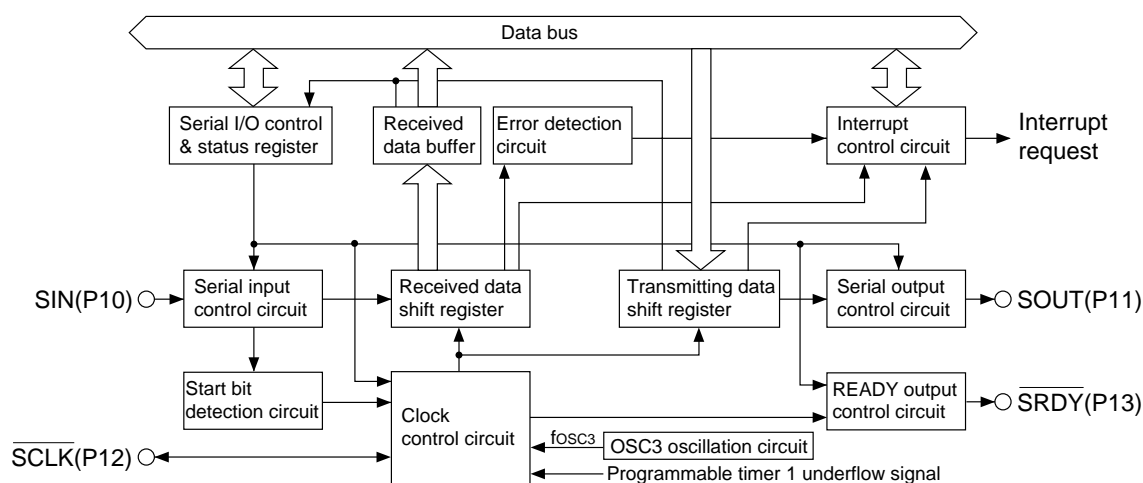 Data bus
Serial I/O control
& status register
Received
data buffer
Error detection
circuit
Interrupt
control circuit
Interrupt
request
SIN(P10)
Serial input
control circuit
Received data
shift register
Transmitting data
shift register
Serial output
control circuit
SOUT(P11)
Start bit
detection circuit
Clock
control circuit
READY output
control circuit
SRDY(P13)
SCLK(P12)
fOSC3
OSC3 oscillation circuit
Programmable timer 1 underflow signal